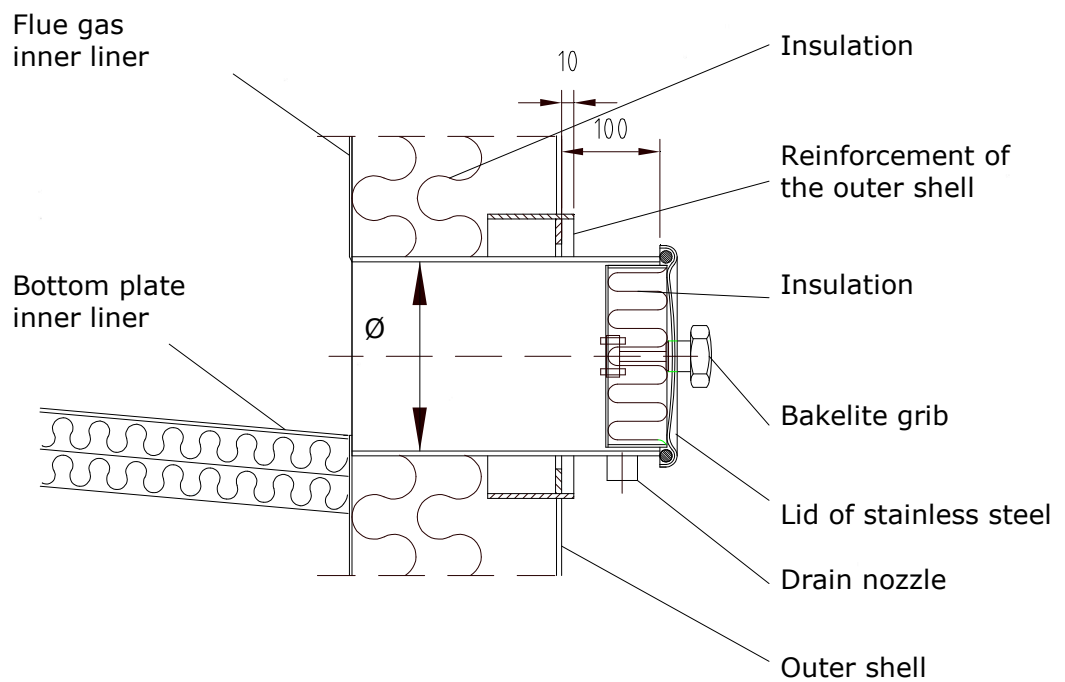 Flue gas
inner liner
Insulation
10
100
Reinforcement of
the outer shell
Bottom plate
inner liner
Insulation
Ø
Bakelite grib
Lid of stainless steel
Drain nozzle
Outer shell